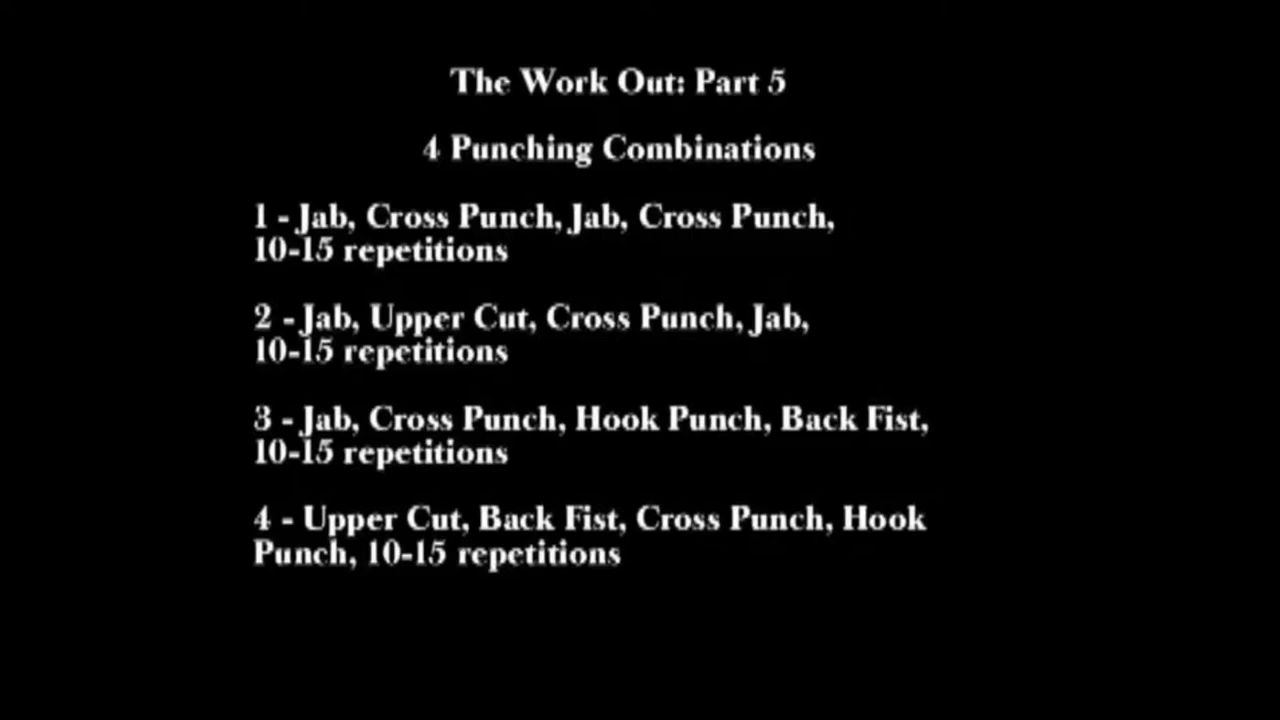 The Work Out: Part 5
4 Punching Combinations
1 - Jab, Cross Punch, Jab, Cross Punch,
10-15 repetitions
2 - Jab, Upper Cut, Cross Punch, Jab,
10-15 repetitions
3 - Jab, Cross Punch, Hook Punch, Back Fist,
10-15 repetitions
4 - Upper Cut, Back Fist, Cross Punch, Hook
Punch, 10-15 repetitions